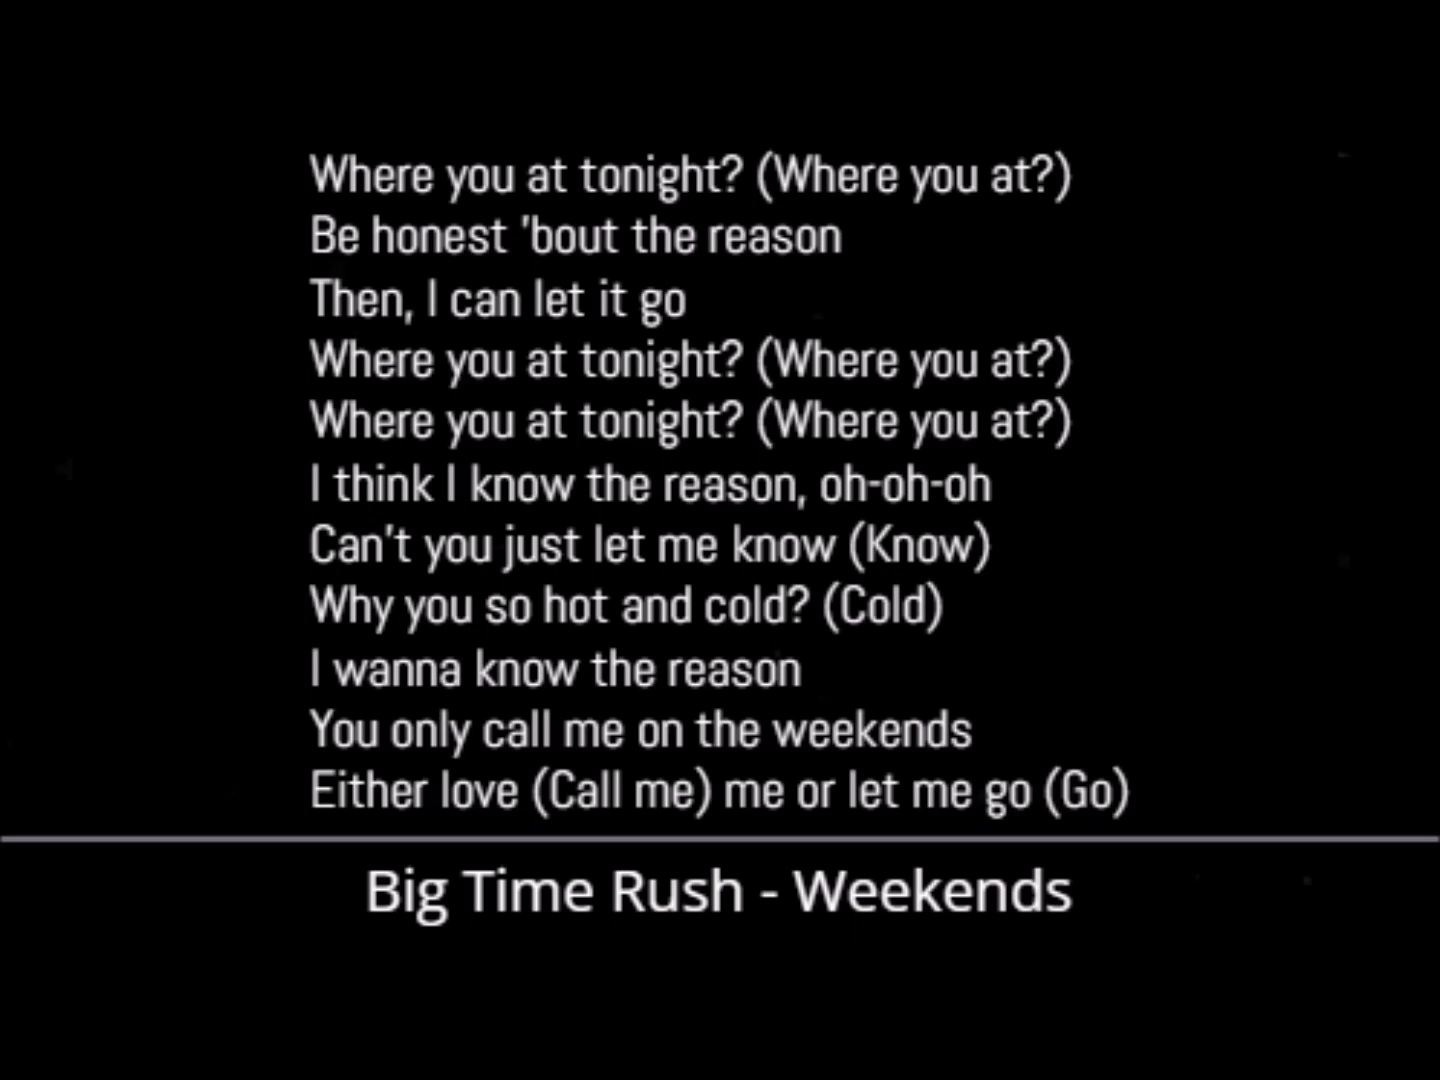 Where you at tonight? (Where you at?)
Be honest 'bout the reason
Then, I can let it go
Where you at tonight? (Where you at?)
Where you at tonight? (Where you at?)
I think I know the reason, oh-oh-oh
Can't you just let me know (Know)
Why you so hot and cold? (Cold)
I wanna know the reason
You only call me on the weekends
Either love (Call me) me or let me go (Go)
Big Time Rush - Weekends